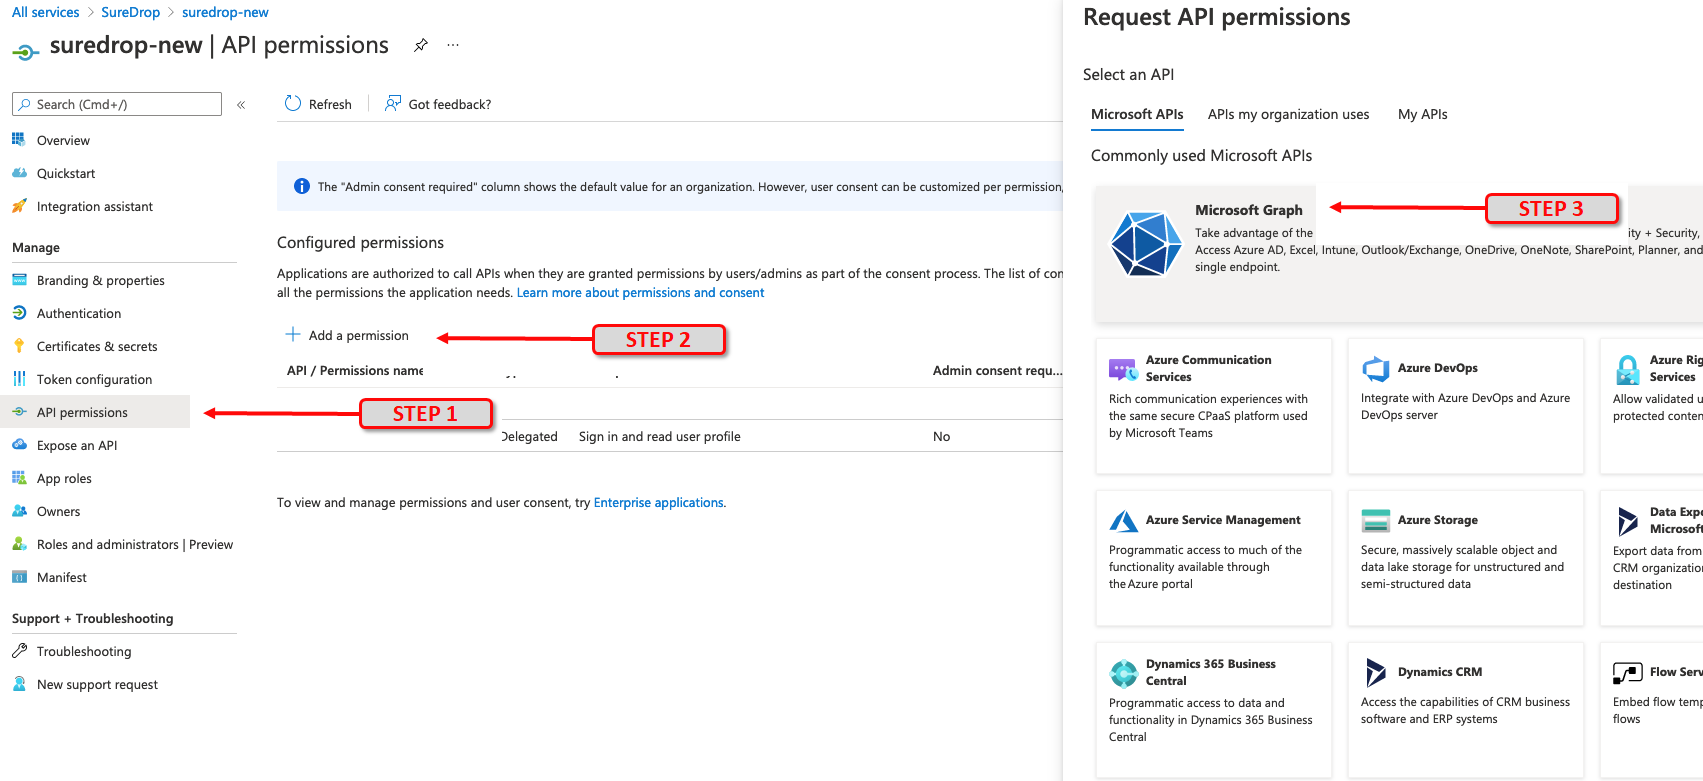 All services > SureDrop > suredrop-new
suredrop-new | API permissions
Search (Cmd+/)
Overview
Quickstart
Integration assistant
Manage
Branding & properties
Authentication
Certificates & secrets
Token configuration
API permissions
Expose an API
App roles
Owners
Roles and administrators | Preview
Manifest
Support + Troubleshooting
Troubleshooting
New support request
Refresh
Got feedback?
The "Admin consent required" column shows the default value for an organization. However, user consent can be customized per permission,
Configured permissions
Applications are authorized to call APIs when they are granted permissions by users/admins as part of the consent process. The list of con
all the permissions the application needs. Learn more about permissions and consent
Add a permission
STEP 2
API / Permissions name
Admin consent requ...
STEP 1
Delegated Sign in and read user profile No
To view and manage permissions and user consent, try Enterprise applications.
Request API permissions
Select an API
Microsoft APIs APIs my organization uses My APIs
Commonly used Microsoft APIs
Microsoft Graph
STEP 3
Take advantage of the ity + Security,
Access Azure AD, Excel, Intune, Outlook/Exchange, OneDrive, OneNote, SharePoint, Planner, and
single endpoint.
Azure Communication
Services
Rich communication experiences with
the same secure CPaaS platform used
by Microsoft Teams
Azure DevOps
Integrate with Azure DevOps and Azure
DevOps server
Azure Rig
Services
Allow validated u
protected conten
Azure Service Management
Programmatic access to much of the
functionality available through
the Azure portal
Azure Storage
Secure, massively scalable object and
data lake storage for unstructured and
semi-structured data
Data Expo
Microsoft
Export data from
CRM organization
destination
Dynamics 365 Business
Central
Programmatic access to data and
functionality in Dynamics 365 Business
Central
Dynamics CRM
Access the capabilities of CRM business
software and ERP systems
Flow Serv
Embed flow temp
flows